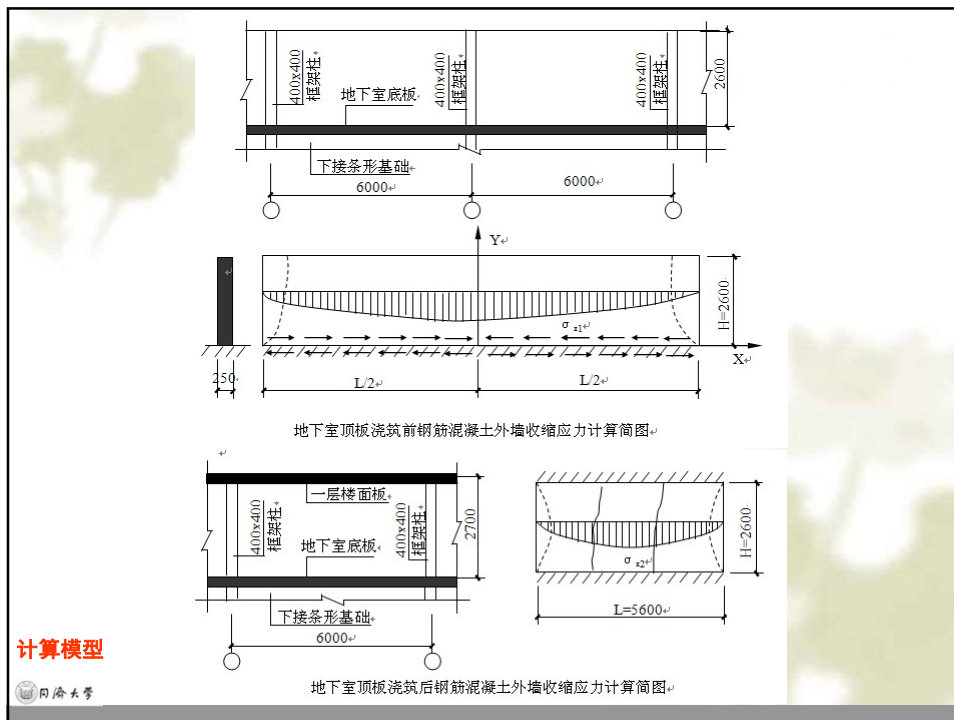 400x400
框架柱
400x400
框架柱
400x400
框架柱
2600
地下室底板
下接条形基础
6000
6000
Y
H=2600
σx1
X
250
L/2
L/2
地下室顶板浇筑前钢筋混凝土外墙收缩应力计算简图
一层楼面板
400x400
框架柱
400x400
框架柱
2700
地下室底板
下接条形基础
6000
σx2
H=2600
L=5600
计算模型
同济大学
地下室顶板浇筑后钢筋混凝土外墙收缩应力计算简图